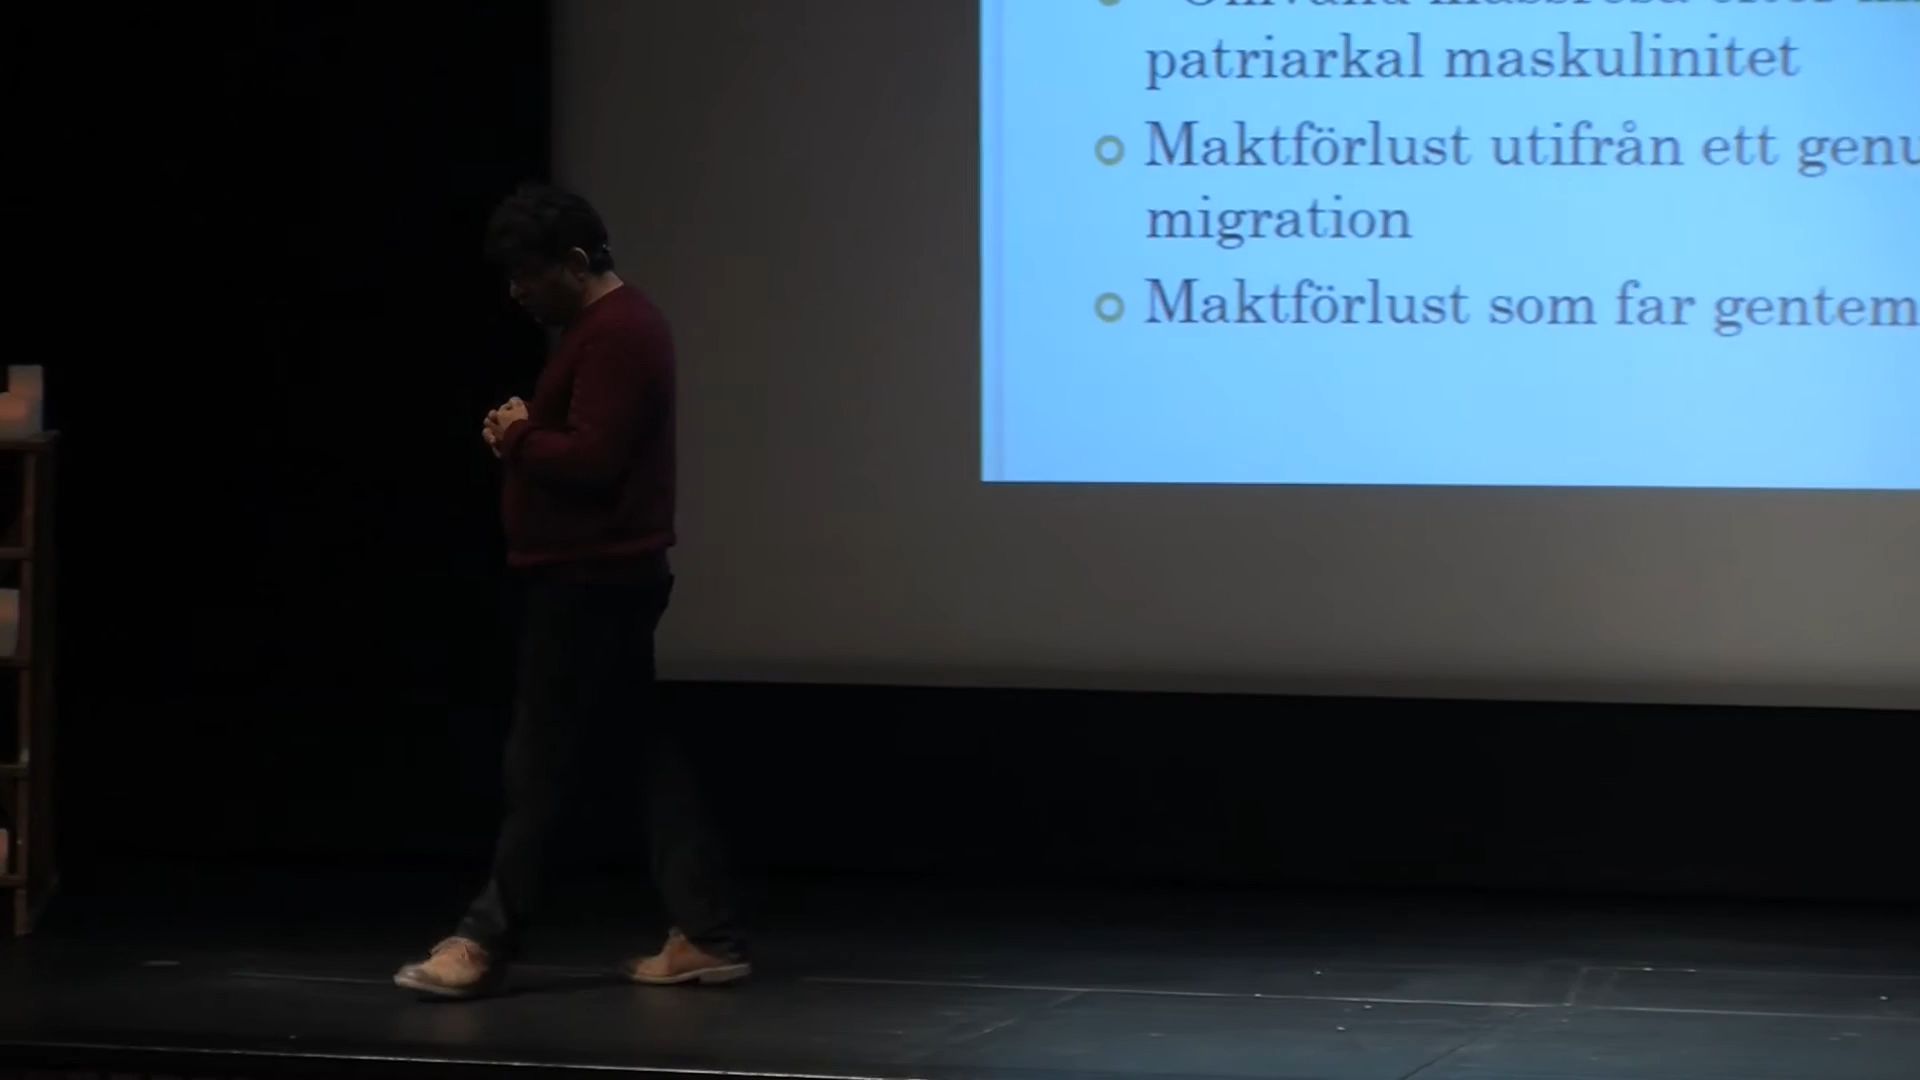 patriarkal maskulinitet
Maktförlust utifrån ett genu
migration
Maktförlust som far gentem